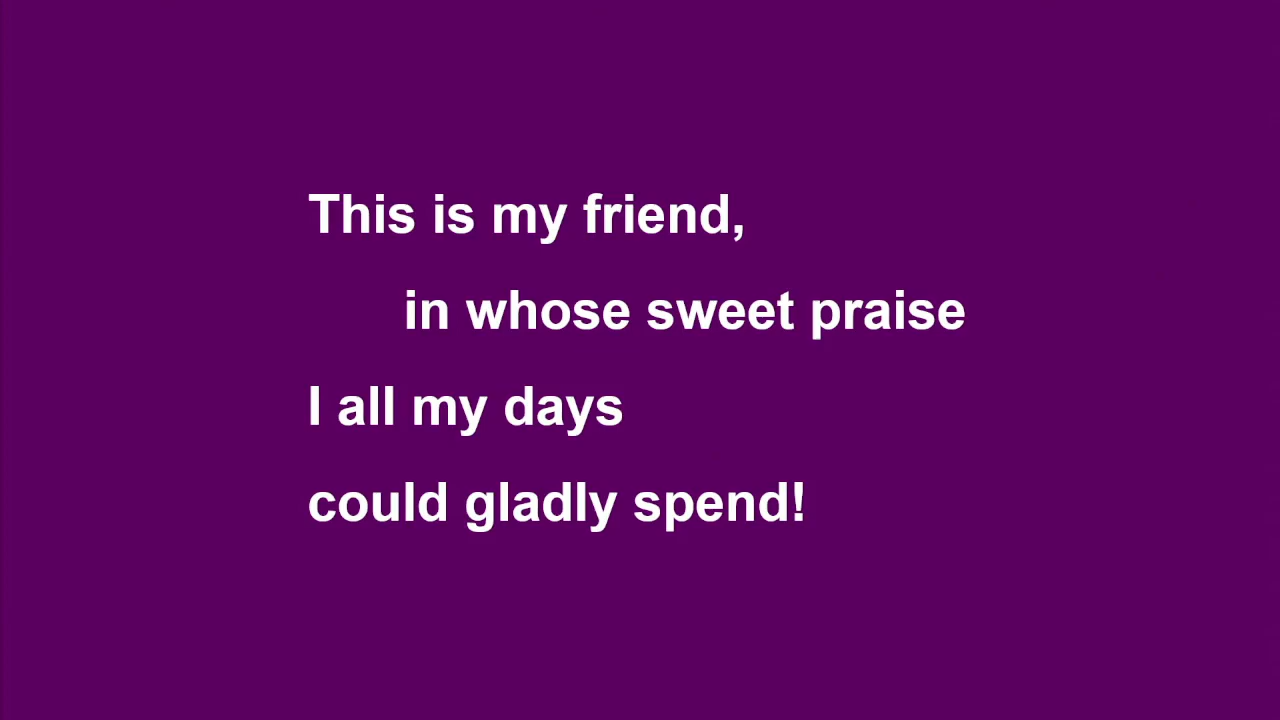 This is my friend,
in whose sweet praise
I all my days
could gladly spend!